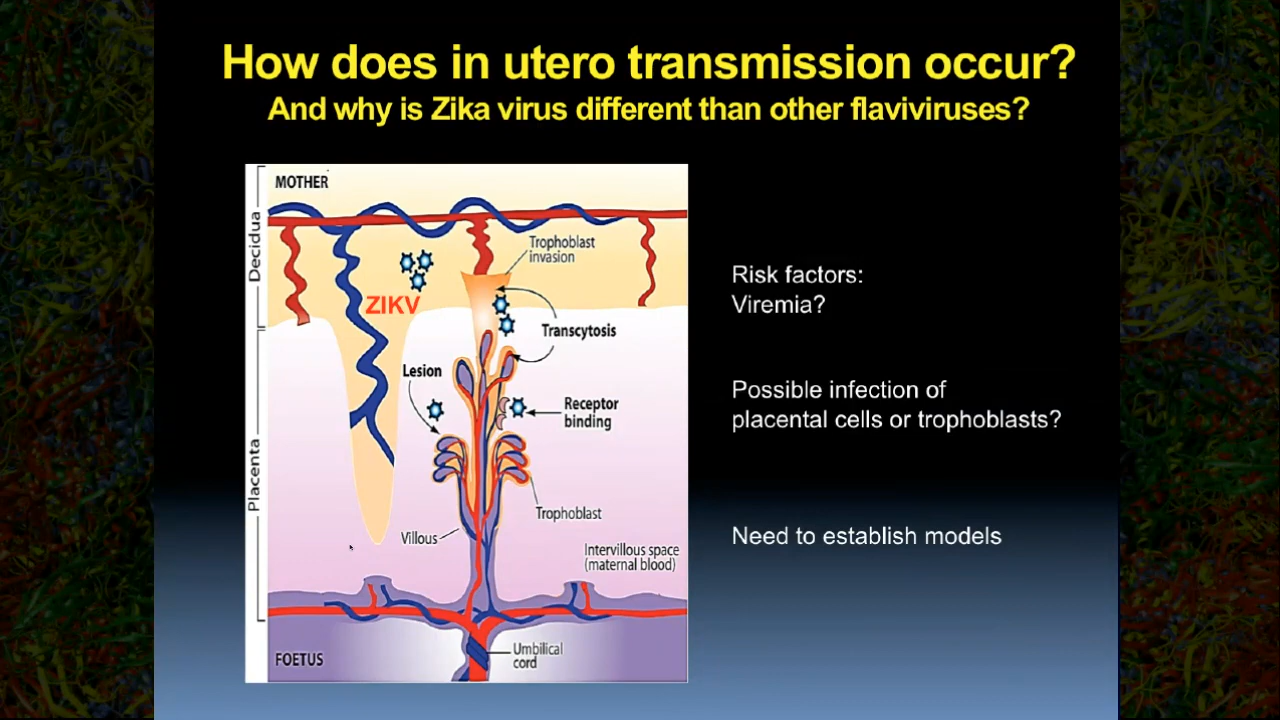 How does in utero transmission occur?
And why is Zika virus different than other flaviviruses?
MOTHER
Decidua
Trophoblast
invasion
ZIKV
Transcytosis
Lesion
Receptor
binding
Placenta
Trophoblast
Villous
Intervillous space
(maternal blood)
Umbilical
cord
FOETUS
Risk factors:
Viremia?
Possible infection of
placental cells or trophoblasts?
Need to establish models